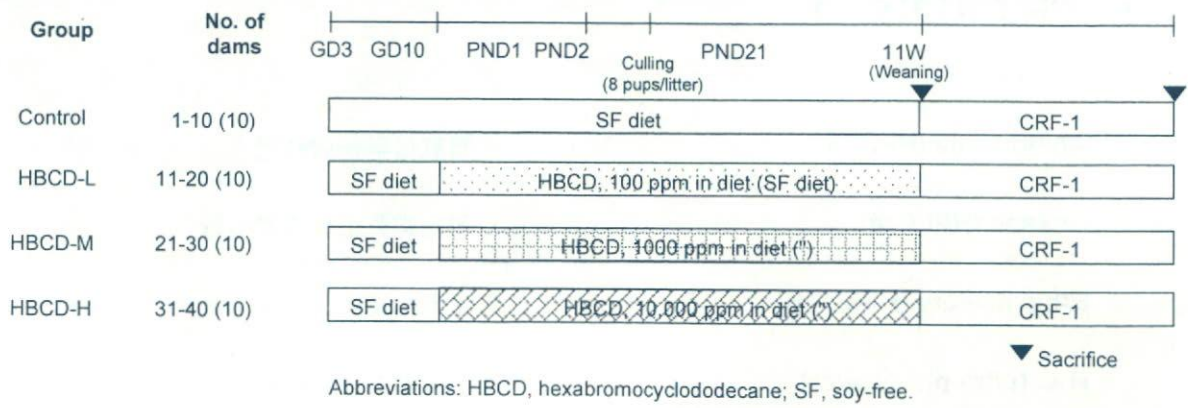 Group
No. of
dams
GD3 GD10 PND1 PND2 PND21 11W
Culling
(8 pups/litter)
(Weaning)
Control 1-10 (10) SF diet CRF-1
HBCD-L 11-20 (10) SF diet HBCD, 100 ppm in diet (SF diet) CRF-1
HBCD-M 21-30 (10) SF diet HBCD, 1000 ppm in diet (") CRF-1
HBCD-H 31-40 (10) SF diet HBCD, 10,000 ppm in diet (") CRF-1
Sacrifice
Abbreviations: HBCD, hexabromocyclododecane; SF, soy-free.